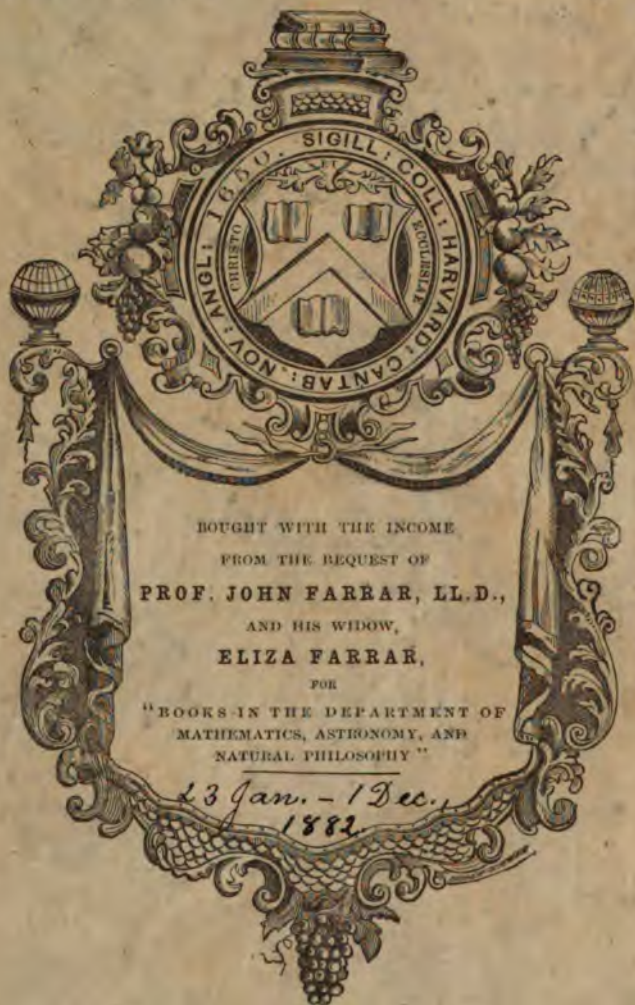 SIGILL: COLL: HARVARD: CANTAB: NOV: ANGL: 1650.
ET
CHRISTO
ECCLESIAE
BOUGHT WITH THE INCOME
FROM THE BEQUEST OF
PROF. JOHN FARRAR, LL.D.,
AND HIS WIDOW,
ELIZA FARRAR,
FOR
"BOOKS IN THE DEPARTMENT OF
MATHEMATICS, ASTRONOMY, AND
NATURAL PHILOSOPHY"
23 Jan. - 1 Dec.,
1882.